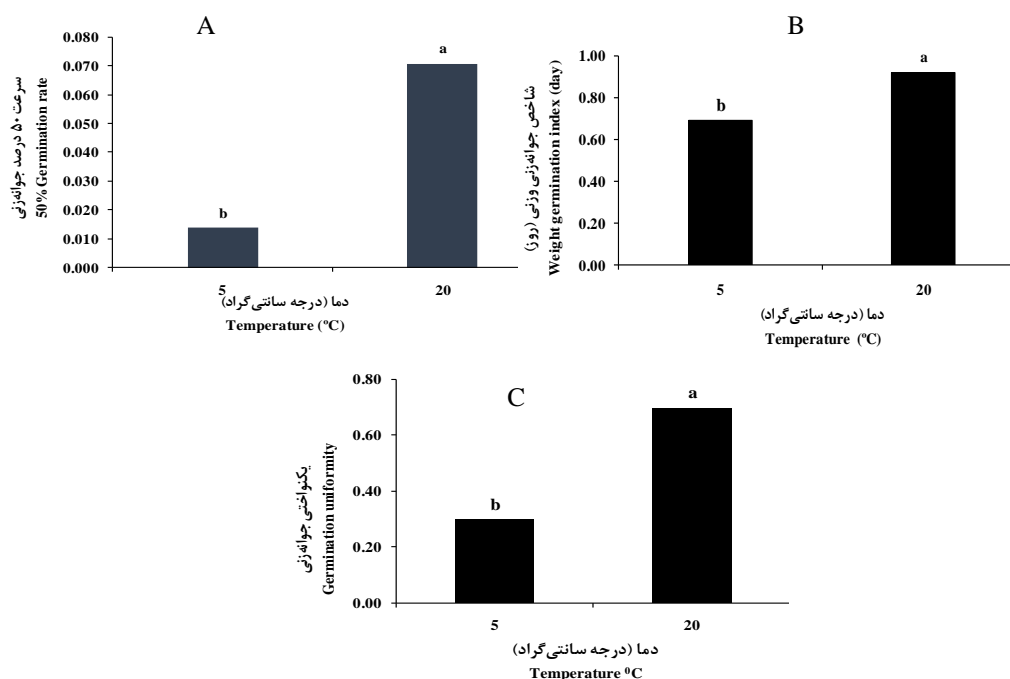 A
سرعت ۵۰ درصد جوانه‌زنی
50% Germination rate
0.080
0.070
0.060
0.050
0.040
0.030
0.020
0.010
0.000
b
a
5
20
دما (درجه سانتی‌گراد)
Temperature (ºC)
B
شاخص جوانه‌زنی وزنی (روز)
Weight germination index (day)
1.00
0.80
0.60
0.40
0.20
0.00
b
a
5
20
دما (درجه سانتی‌گراد)
Temperature (ºC)
C
یکنواختی جوانه‌زنی
Germination uniformity
0.80
0.60
0.40
0.20
0.00
b
a
5
20
دما (درجه سانتی‌گراد)
Temperature ⁰C